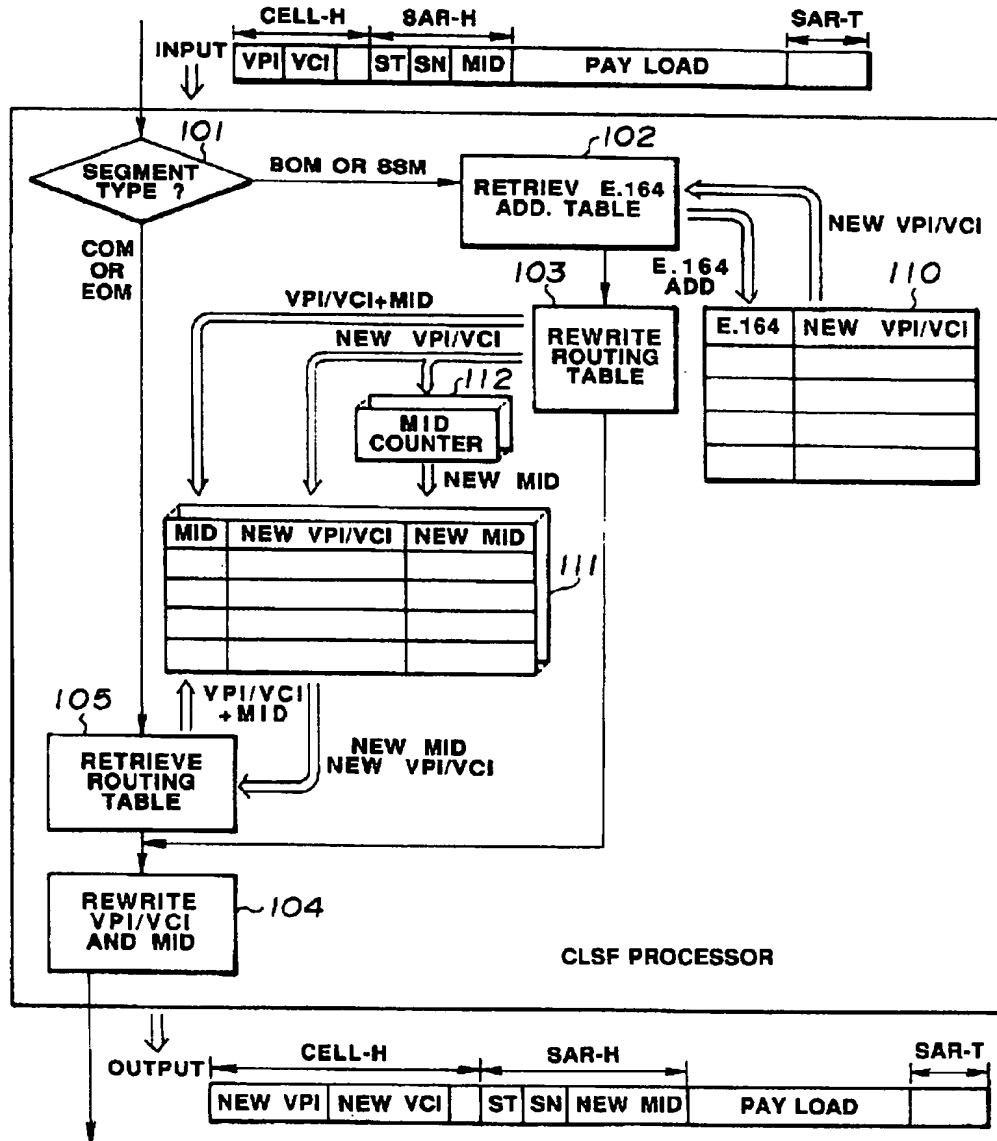 CELL-H SAR-H SAR-T
INPUT VPI VCI ST SN MID PAY LOAD
101
SEGMENT
TYPE ?
BOM OR SSM
102
RETRIEV E.164
ADD. TABLE
NEW VPI/VCI
COM
OR
EOM
E.164
ADD
110
E.164 NEW VPI/VCI
103
REWRITE
ROUTING
TABLE
VPI/VCI+MID
NEW VPI/VCI
112
MID
COUNTER
NEW MID
MID NEW VPI/VCI NEW MID
111
VPI/VCI
+MID
NEW MID
NEW VPI/VCI
105
RETRIEVE
ROUTING
TABLE
REWRITE
VPI/VCI
AND MID
104
CLSF PROCESSOR
CELL-H SAR-H SAR-T
OUTPUT NEW VPI NEW VCI ST SN NEW MID PAY LOAD